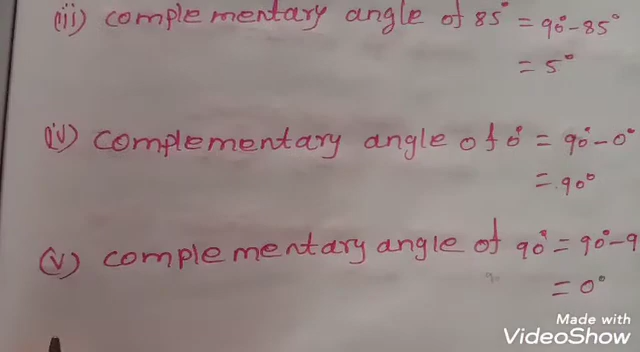 (iii) complementary angle of 85° = 90° - 85°
= 5°
(iv) complementary angle of 0° = 90° - 0°
= 90°
(v) complementary angle of 90° = 90° - 9
= 0°
Made with
VideoShow